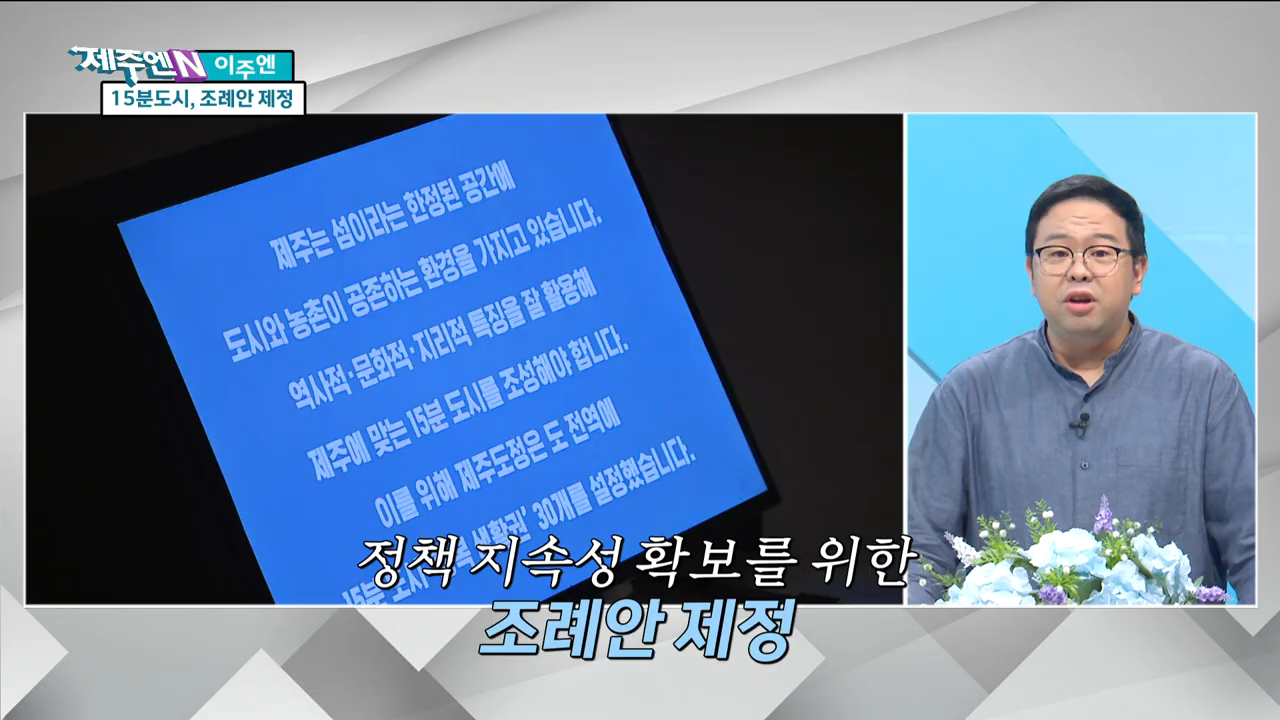 제주엔N 이주엔
15분도시, 조례안 제정
제주는 섬이라는 한정된 공간에
도시와 농촌이 공존하는 환경을 가지고 있습니다.
역사적·문화적·지리적 특징을 잘 활용해
제주에 맞는 15분 도시를 조성해야 합니다.
이를 위해 제주도정은 도 전역에
15분 도시 생활권' 30개를 설정했습니다.
정책 지속성 확보를 위한
조례안 제정